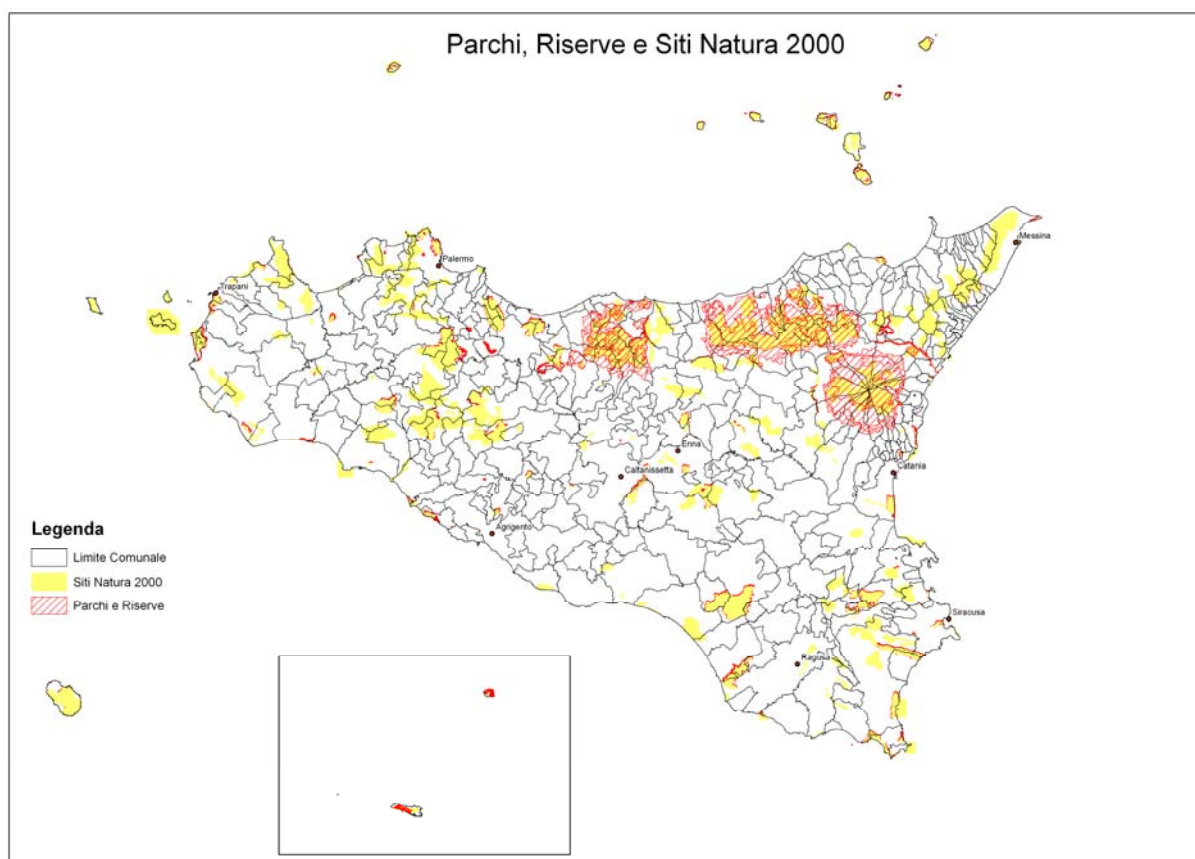 Parchi, Riserve e Siti Natura 2000
Messina
Palermo
Trapani
Enna
Caltanissetta
Catania
Agrigento
Siracusa
Ragusa
Legenda
Limite Comunale
Siti Natura 2000
Parchi e Riserve